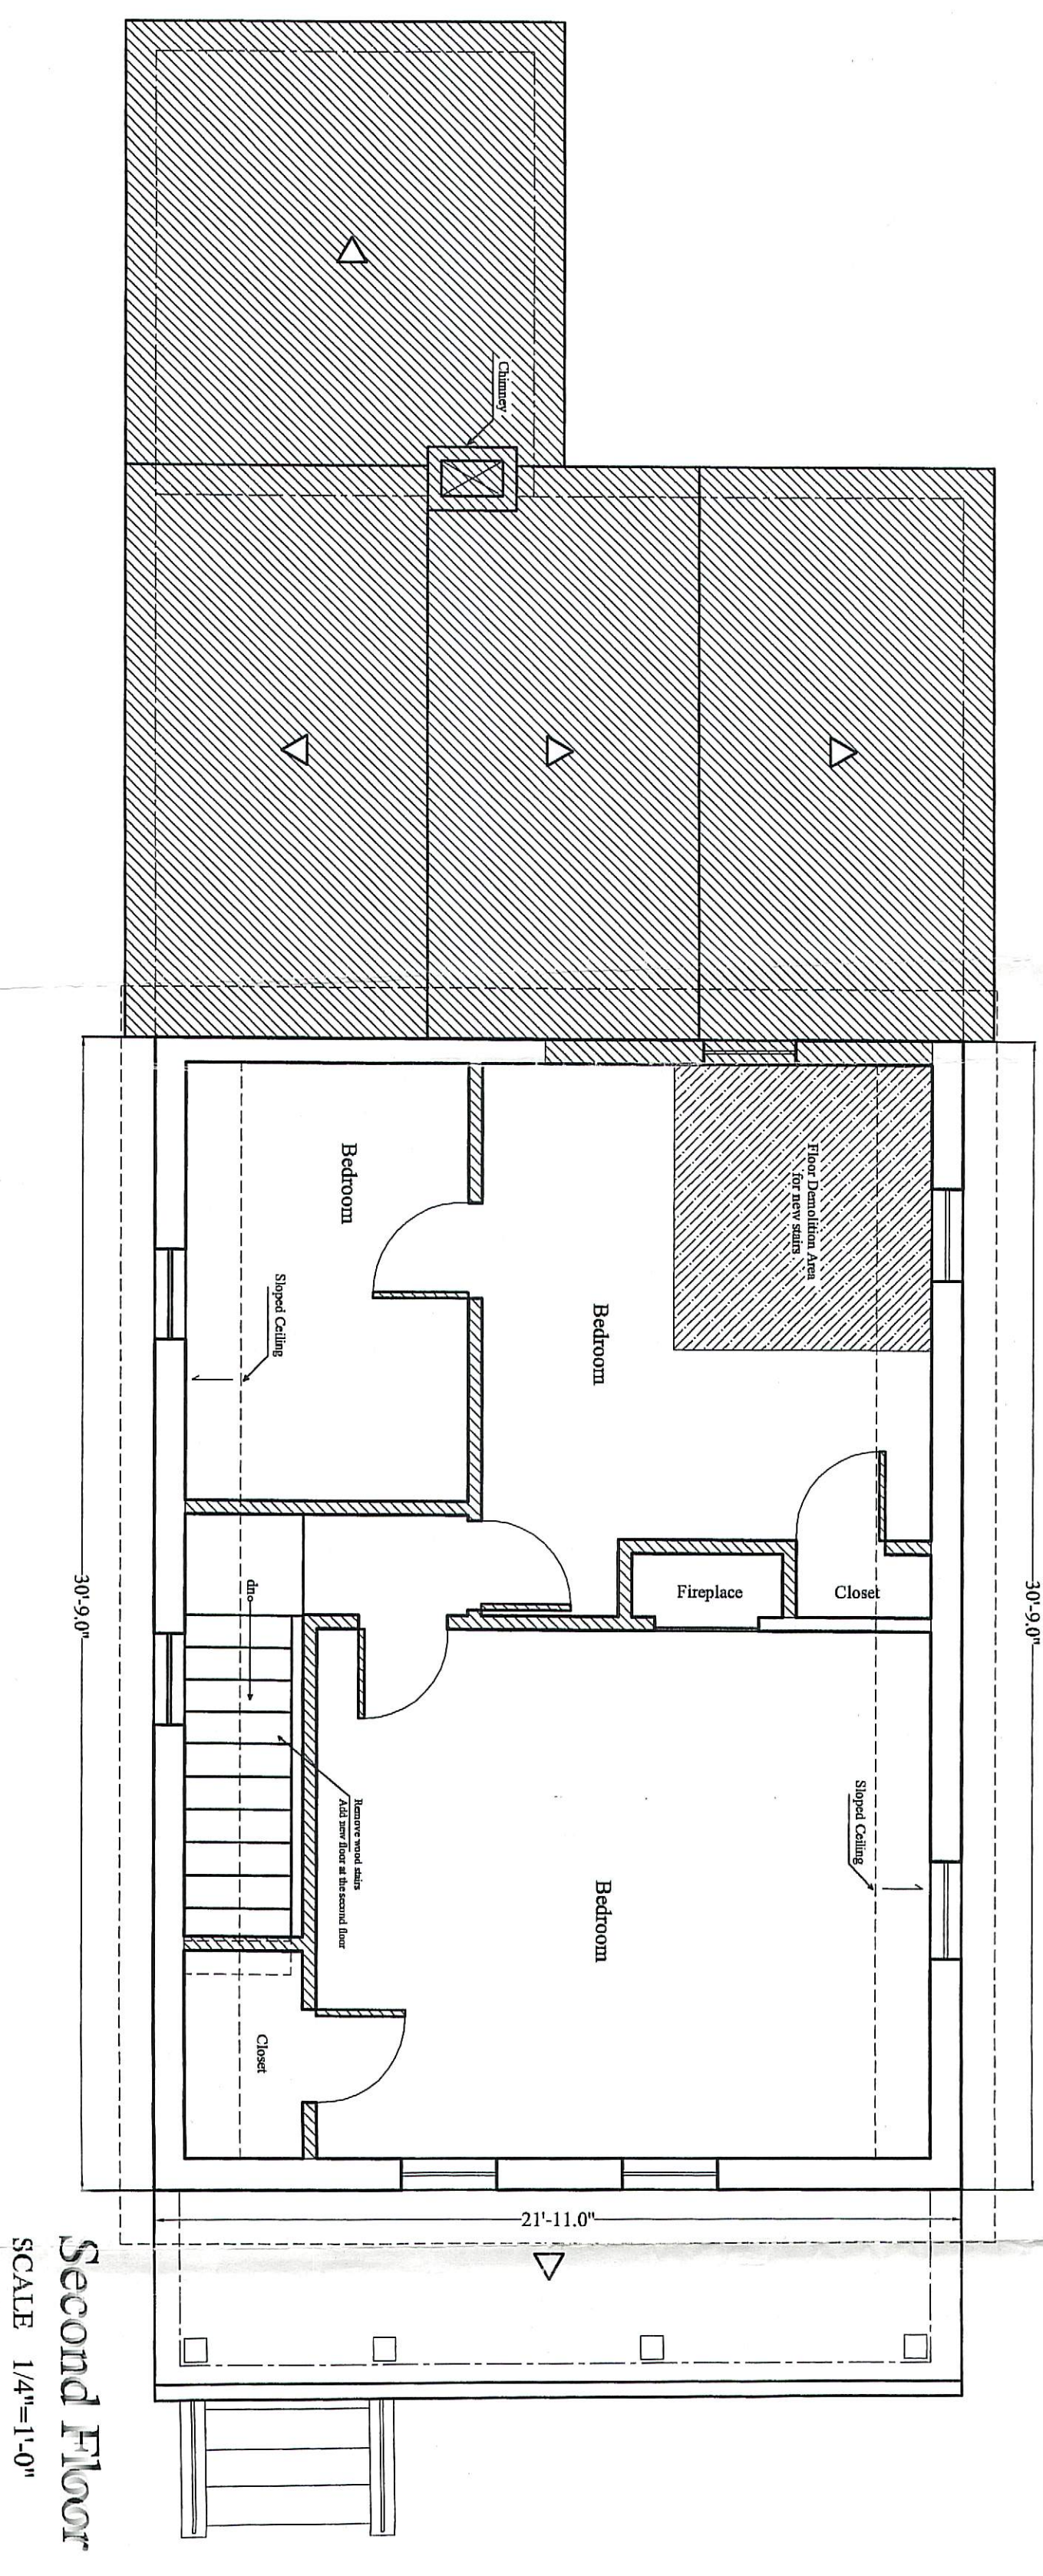 Chimney
Floor Demolition Area
for new stairs
Bedroom
Sloped Ceiling
Bedroom
Fireplace
Closet
dn
Remove wood stairs
Add new floor at the second floor
Sloped Ceiling
Bedroom
Closet
30'-9.0"
30'-9.0"
21'-11.0"
Second Floor
SCALE 1/4"=1'-0"